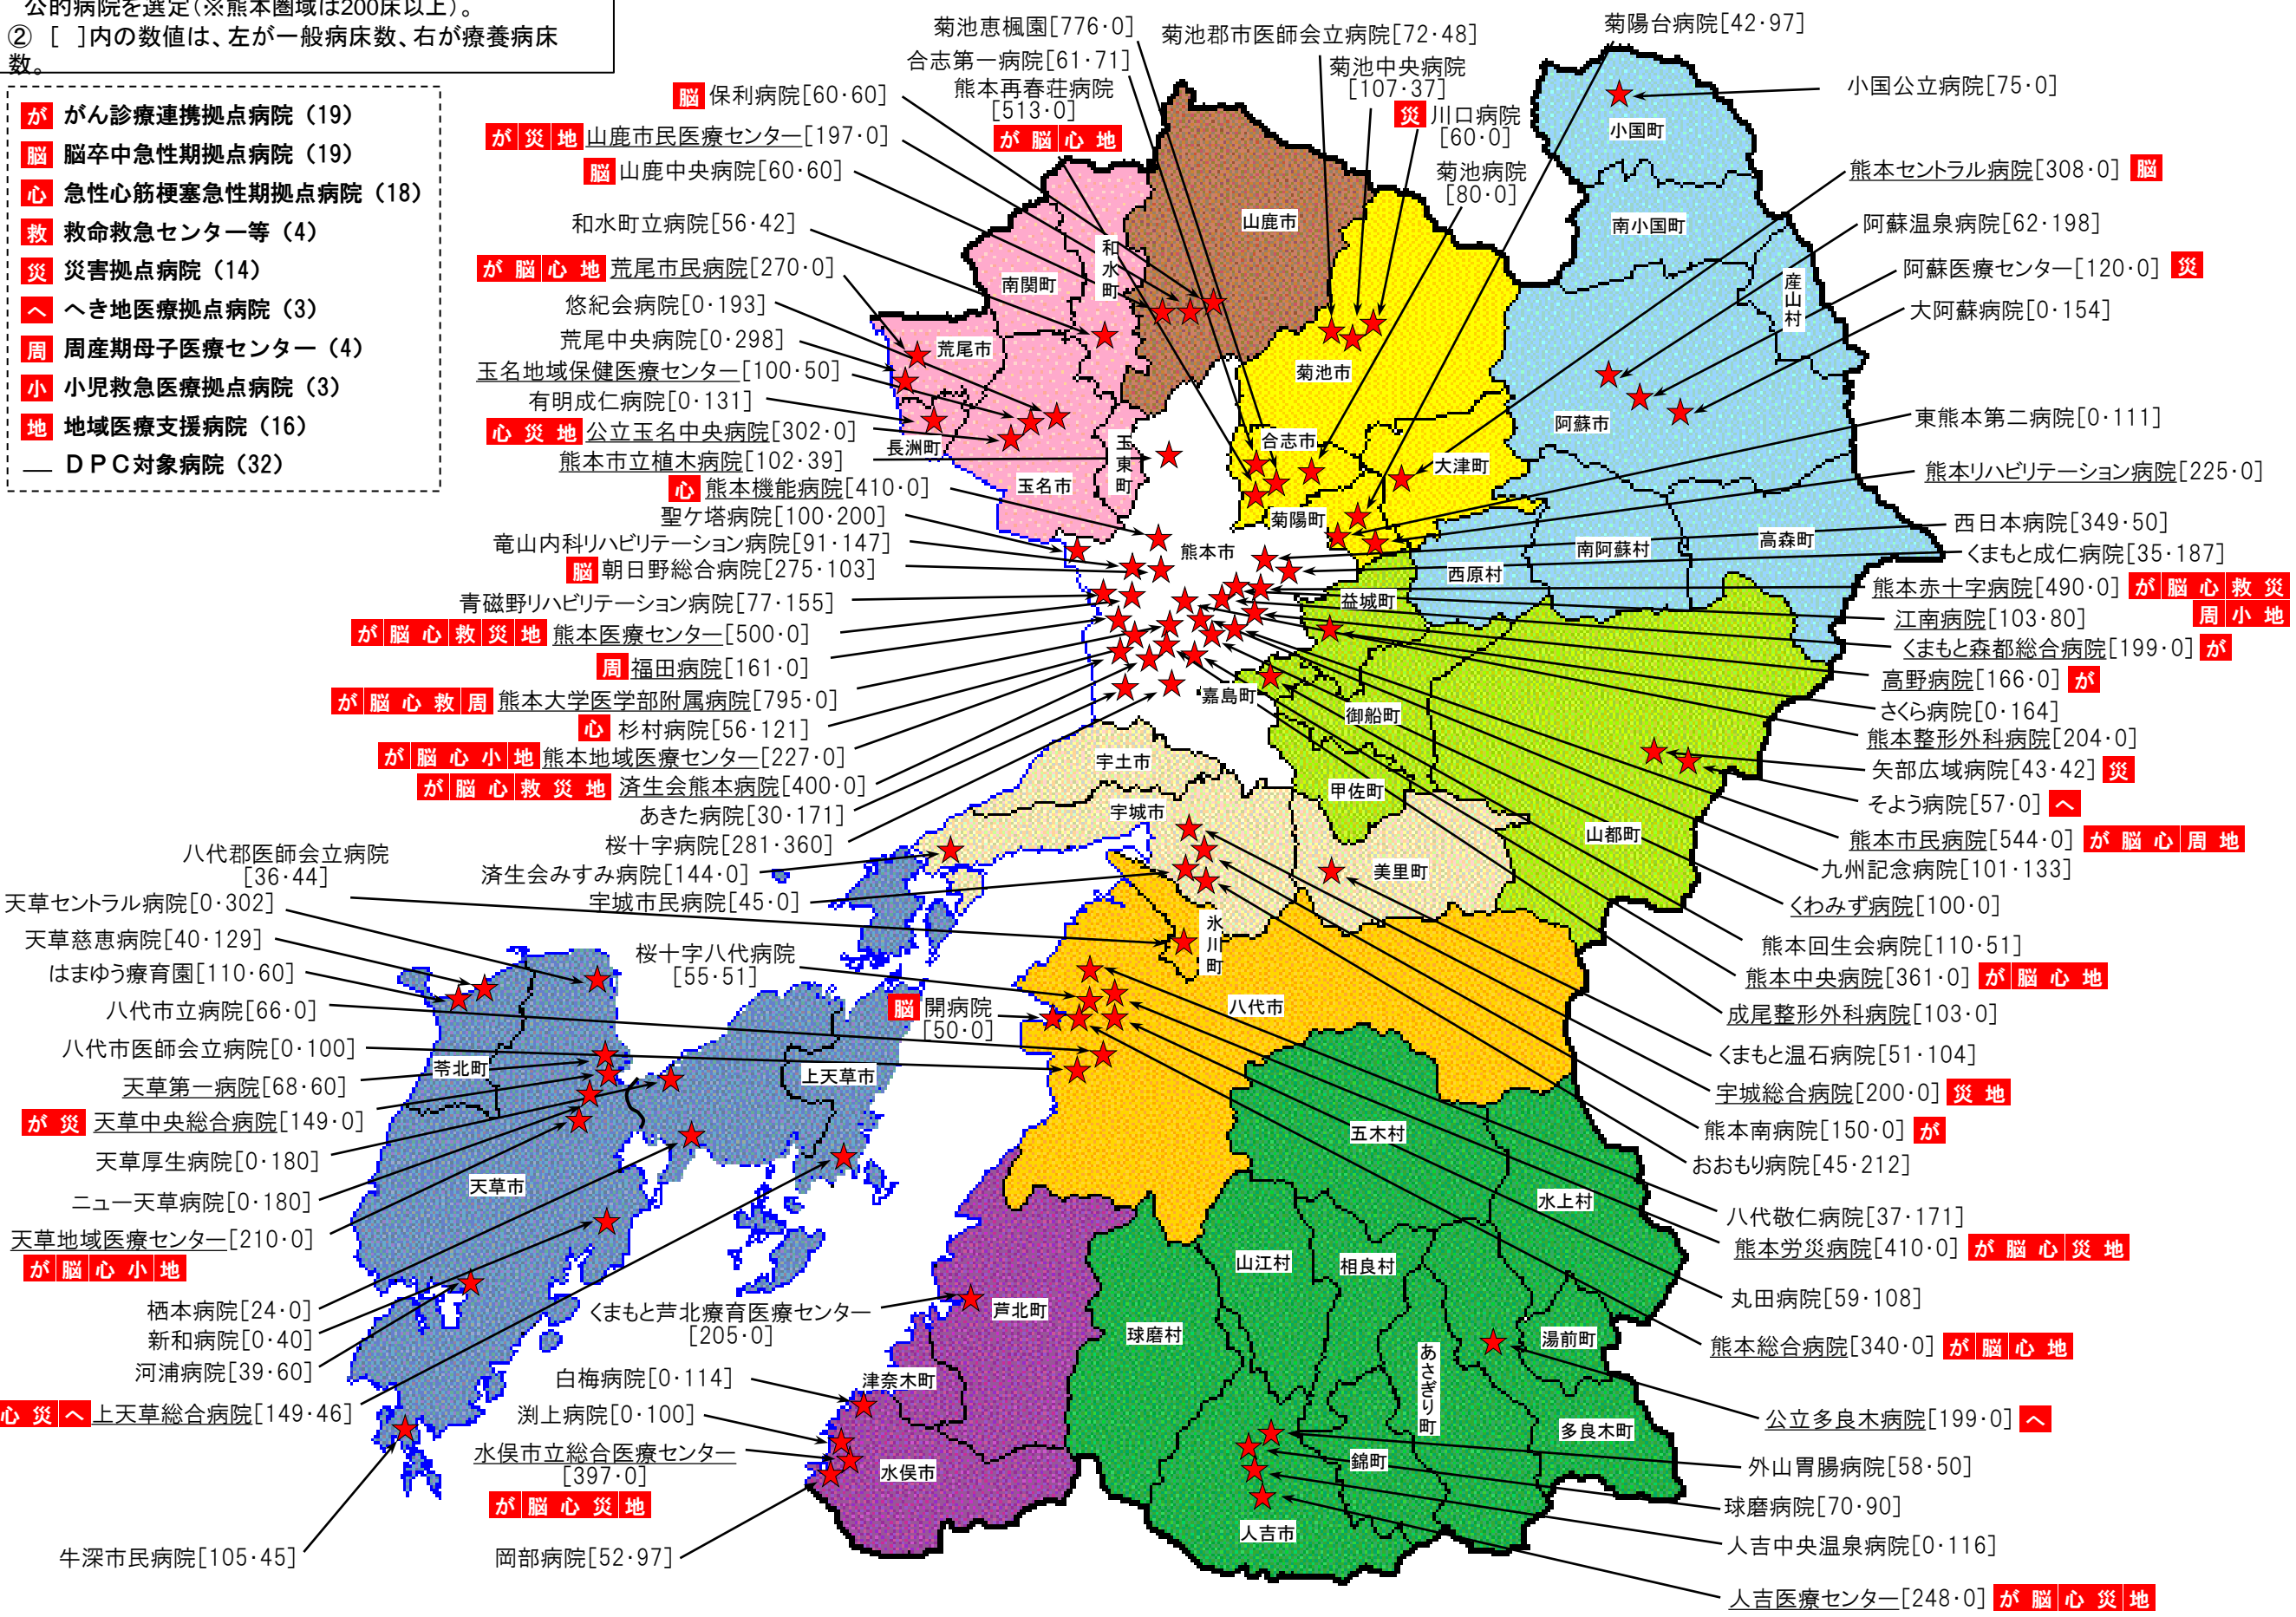 公的病院を選定(※熊本圏域は200床以上)。
② [ ]内の数値は、左が一般病床数、右が療養病床
数。
が がん診療連携拠点病院（19）
脳 脳卒中急性期拠点病院（19）
心 急性心筋梗塞急性期拠点病院（18）
救 救命救急センター等（4）
災 災害拠点病院（14）
へ へき地医療拠点病院（3）
周 周産期母子医療センター（4）
小 小児救急医療拠点病院（3）
地 地域医療支援病院（16）
― ＤＰＣ対象病院（32）
菊池恵楓園[776･0]
合志第一病院[61･71]
熊本再春荘病院
[513･0]
が 脳 心 地
菊池郡市医師会立病院[72･48]
菊池中央病院
[107･37]
災 川口病院
[60･0]
菊池病院
[80･0]
菊陽台病院[42･97]
脳 保利病院[60･60]
が 災 地 山鹿市民医療センター[197･0]
脳 山鹿中央病院[60･60]
和水町立病院[56･42]
が 脳 心 地 荒尾市民病院[270･0]
悠紀会病院[0･193]
荒尾中央病院[0･298]
玉名地域保健医療センター[100･50]
有明成仁病院[0･131]
心 災 地 公立玉名中央病院[302･0]
熊本市立植木病院[102･39]
心 熊本機能病院[410･0]
聖ケ塔病院[100･200]
竜山内科リハビリテーション病院[91･147]
脳 朝日野総合病院[275･103]
青磁野リハビリテーション病院[77･155]
が 脳 心 救 災 地 熊本医療センター[500･0]
周 福田病院[161･0]
が 脳 心 救 周 熊本大学医学部附属病院[795･0]
心 杉村病院[56･121]
が 脳 心 小 地 熊本地域医療センター[227･0]
が 脳 心 救 災 地 済生会熊本病院[400･0]
あきた病院[30･171]
桜十字病院[281･360]
済生会みすみ病院[144･0]
宇城市民病院[45･0]
八代郡医師会立病院
[36･44]
天草セントラル病院[0･302]
天草慈恵病院[40･129]
はまゆう療育園[110･60]
八代市立病院[66･0]
八代市医師会立病院[0･100]
天草第一病院[68･60]
が 災 天草中央総合病院[149･0]
天草厚生病院[0･180]
ニュー天草病院[0･180]
天草地域医療センター[210･0]
が 脳 心 小 地
栖本病院[24･0]
新和病院[0･40]
河浦病院[39･60]
心 災 へ 上天草総合病院[149･46]
牛深市民病院[105･45]
桜十字八代病院
[55･51]
脳 開病院
[50･0]
くまもと芦北療育医療センター
[205･0]
白梅病院[0･114]
渕上病院[0･100]
水俣市立総合医療センター
[397･0]
が 脳 心 災 地
岡部病院[52･97]
小国公立病院[75･0]
熊本セントラル病院[308･0] 脳
阿蘇温泉病院[62･198]
阿蘇医療センター[120･0] 災
大阿蘇病院[0･154]
東熊本第二病院[0･111]
熊本リハビリテーション病院[225･0]
西日本病院[349･50]
くまもと成仁病院[35･187]
熊本赤十字病院[490･0] が 脳 心 救 災
周 小 地
江南病院[103･80]
くまもと森都総合病院[199･0] が
高野病院[166･0] が
さくら病院[0･164]
熊本整形外科病院[204･0]
矢部広域病院[43･42] 災
そよう病院[57･0] へ
熊本市民病院[544･0] が 脳 心 周 地
九州記念病院[101･133]
くわみず病院[100･0]
熊本回生会病院[110･51]
熊本中央病院[361･0] が 脳 心 地
成尾整形外科病院[103･0]
くまもと温石病院[51･104]
宇城総合病院[200･0] 災 地
熊本南病院[150･0] が
おおもり病院[45･212]
八代敬仁病院[37･171]
熊本労災病院[410･0] が 脳 心 災 地
丸田病院[59･108]
熊本総合病院[340･0] が 脳 心 地
公立多良木病院[199･0] へ
外山胃腸病院[58･50]
球磨病院[70･90]
人吉中央温泉病院[0･116]
人吉医療センター[248･0] が 脳 心 災 地
小国町
南小国町
産山村
阿蘇市
高森町
南阿蘇村
西原村
山鹿市
菊池市
合志市
大津町
菊陽町
和水町
南関町
荒尾市
長洲町
玉名市
玉東町
熊本市
益城町
嘉島町
御船町
甲佐町
山都町
宇土市
宇城市
美里町
氷川町
八代市
上天草市
苓北町
天草市
芦北町
津奈木町
水俣市
五木村
水上村
山江村
相良村
球磨村
湯前町
あさぎり町
多良木町
錦町
人吉市